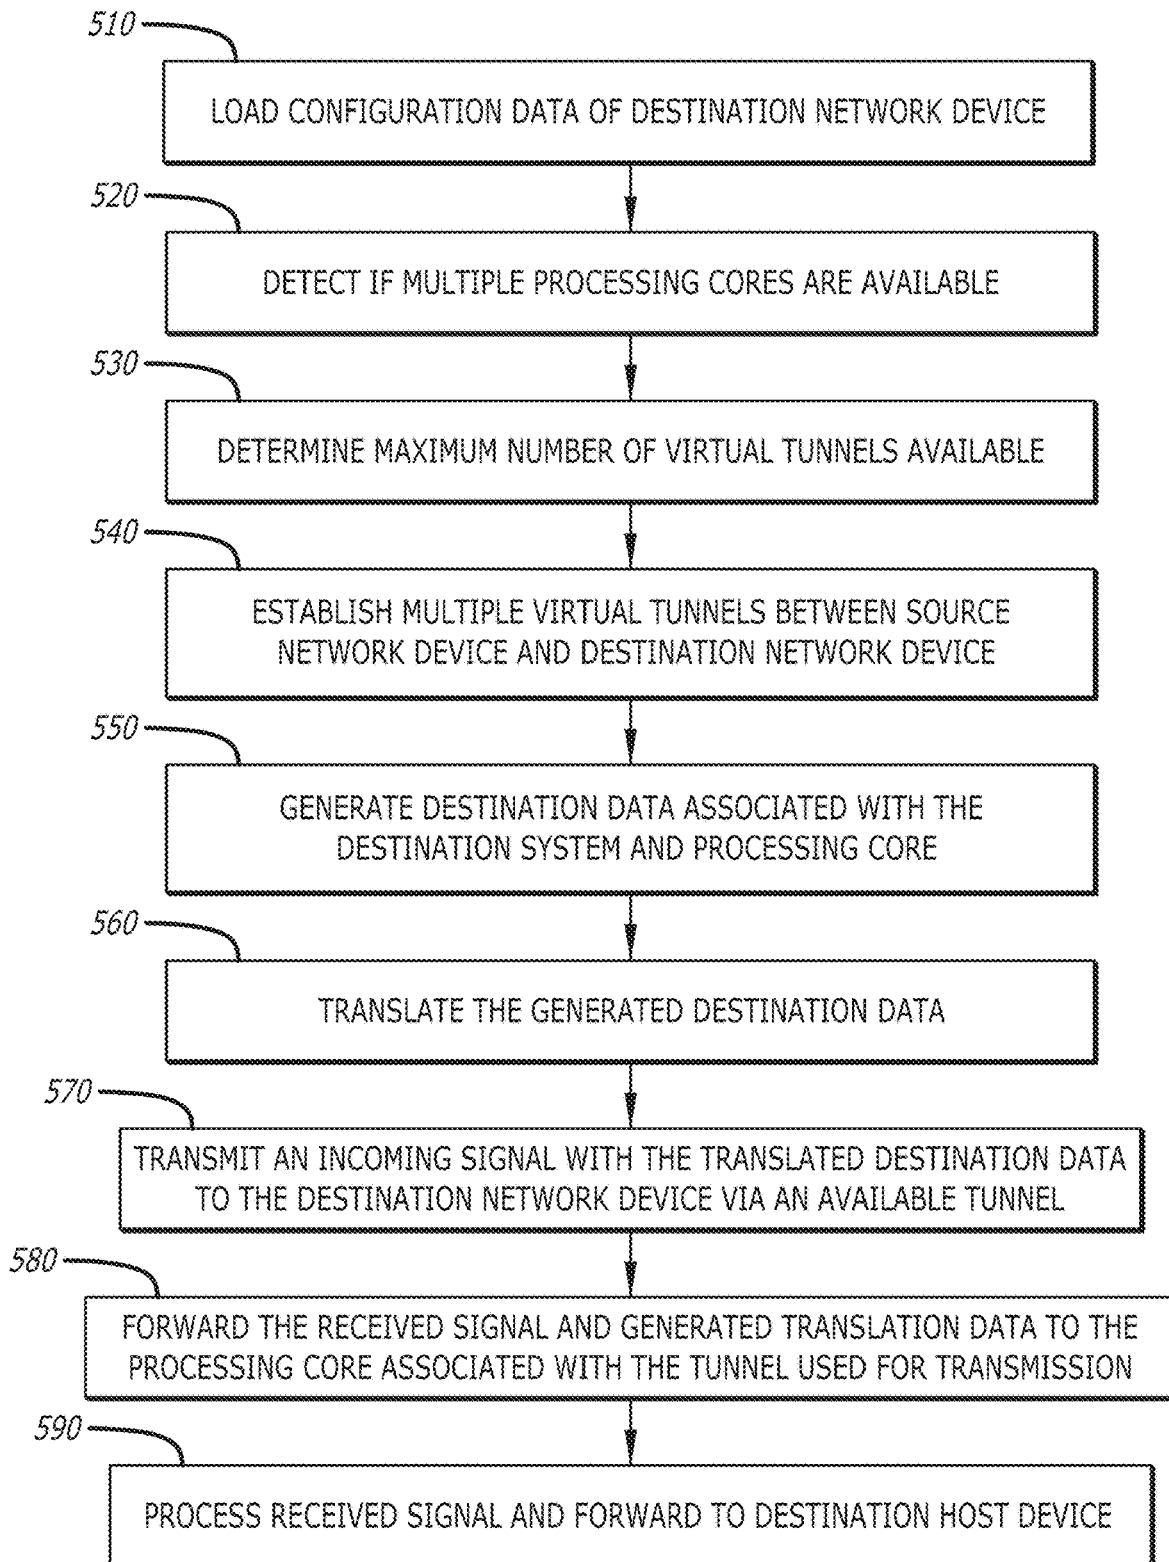 510
LOAD CONFIGURATION DATA OF DESTINATION NETWORK DEVICE
520
DETECT IF MULTIPLE PROCESSING CORES ARE AVAILABLE
530
DETERMINE MAXIMUM NUMBER OF VIRTUAL TUNNELS AVAILABLE
540
ESTABLISH MULTIPLE VIRTUAL TUNNELS BETWEEN SOURCE
NETWORK DEVICE AND DESTINATION NETWORK DEVICE
550
GENERATE DESTINATION DATA ASSOCIATED WITH THE
DESTINATION SYSTEM AND PROCESSING CORE
560
TRANSLATE THE GENERATED DESTINATION DATA
570
TRANSMIT AN INCOMING SIGNAL WITH THE TRANSLATED DESTINATION DATA
TO THE DESTINATION NETWORK DEVICE VIA AN AVAILABLE TUNNEL
580
FORWARD THE RECEIVED SIGNAL AND GENERATED TRANSLATION DATA TO THE
PROCESSING CORE ASSOCIATED WITH THE TUNNEL USED FOR TRANSMISSION
590
PROCESS RECEIVED SIGNAL AND FORWARD TO DESTINATION HOST DEVICE